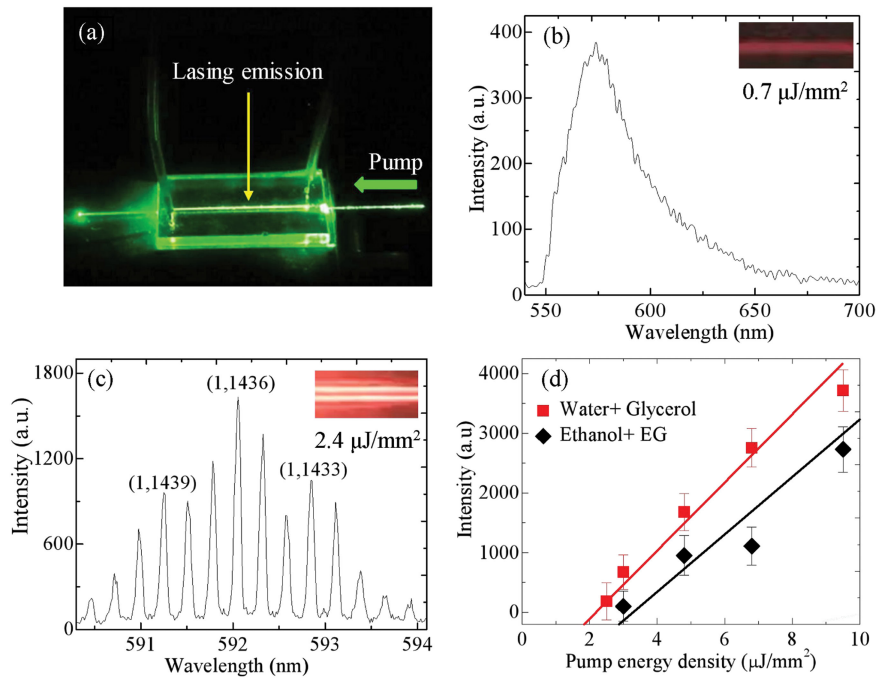 (a)
Lasing emission
Pump
(b)
0.7 μJ/mm²
Intensity (a.u.)
400
300
200
100
0
550
600
650
700
Wavelength (nm)
(c)
(1,1436)
(1,1439)
(1,1433)
2.4 μJ/mm²
Intensity (a.u.)
1800
1200
600
0
591
592
593
594
Wavelength (nm)
(d)
Water+ Glycerol
Ethanol+ EG
Intensity (a.u)
4000
3000
2000
1000
0
0
2
4
6
8
10
Pump energy density (μJ/mm²)